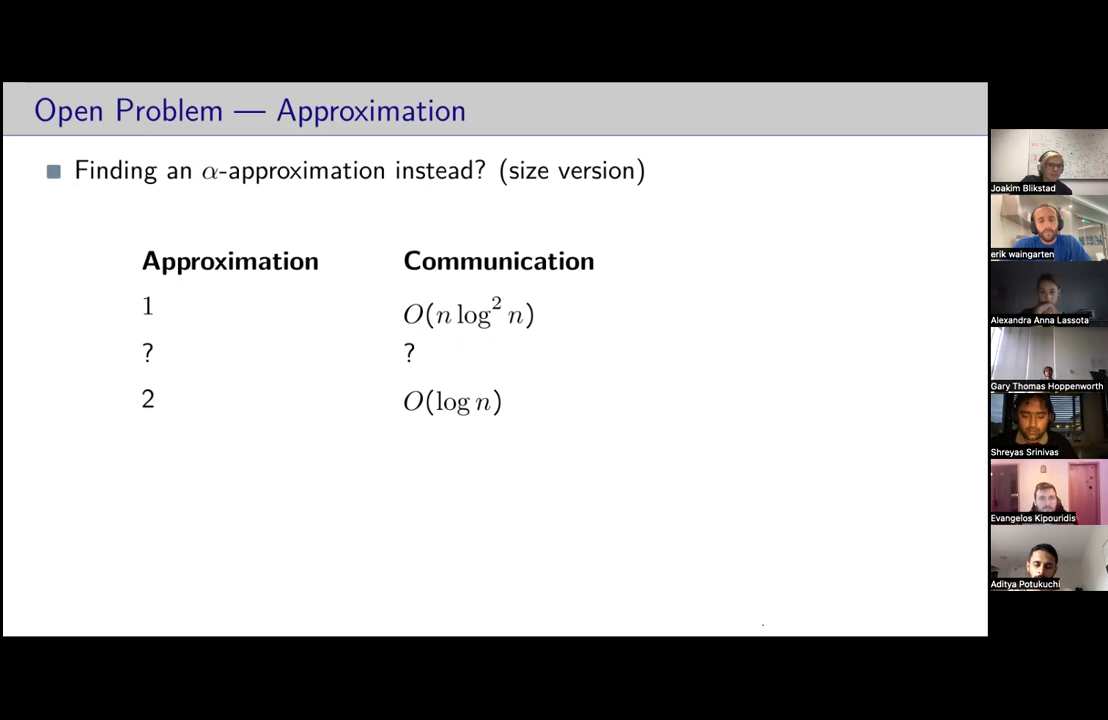 Open Problem — Approximation
Finding an α-approximation instead? (size version)
Approximation Communication
1 O(n log² n)
? ?
2 O(log n)
Joakim Blikstad
erik waingarten
Alexandra Anna Lassota
Gary Thomas Hoppenworth
Shreyas Srinivas
Evangelos Kipouridis
Aditya Potukuchi